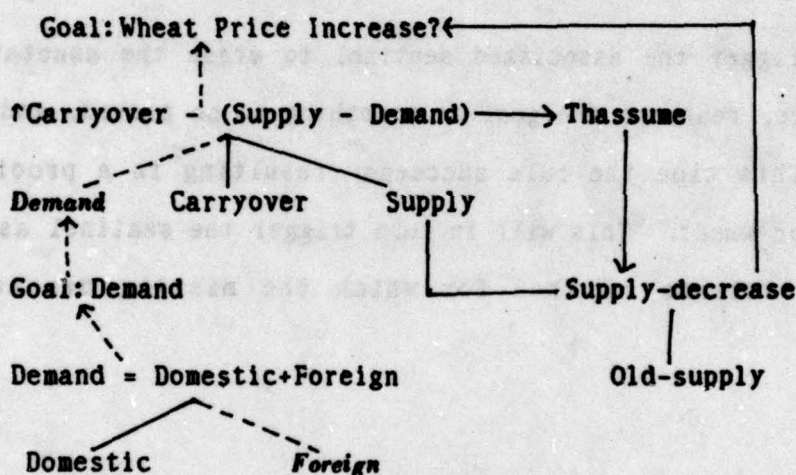 Goal:Wheat Price Increase?
↑Carryover - (Supply - Demand) Thassume
Demand Carryover Supply
Goal:Demand Supply-decrease
Demand = Domestic+Foreign Old-supply
Domestic Foreign